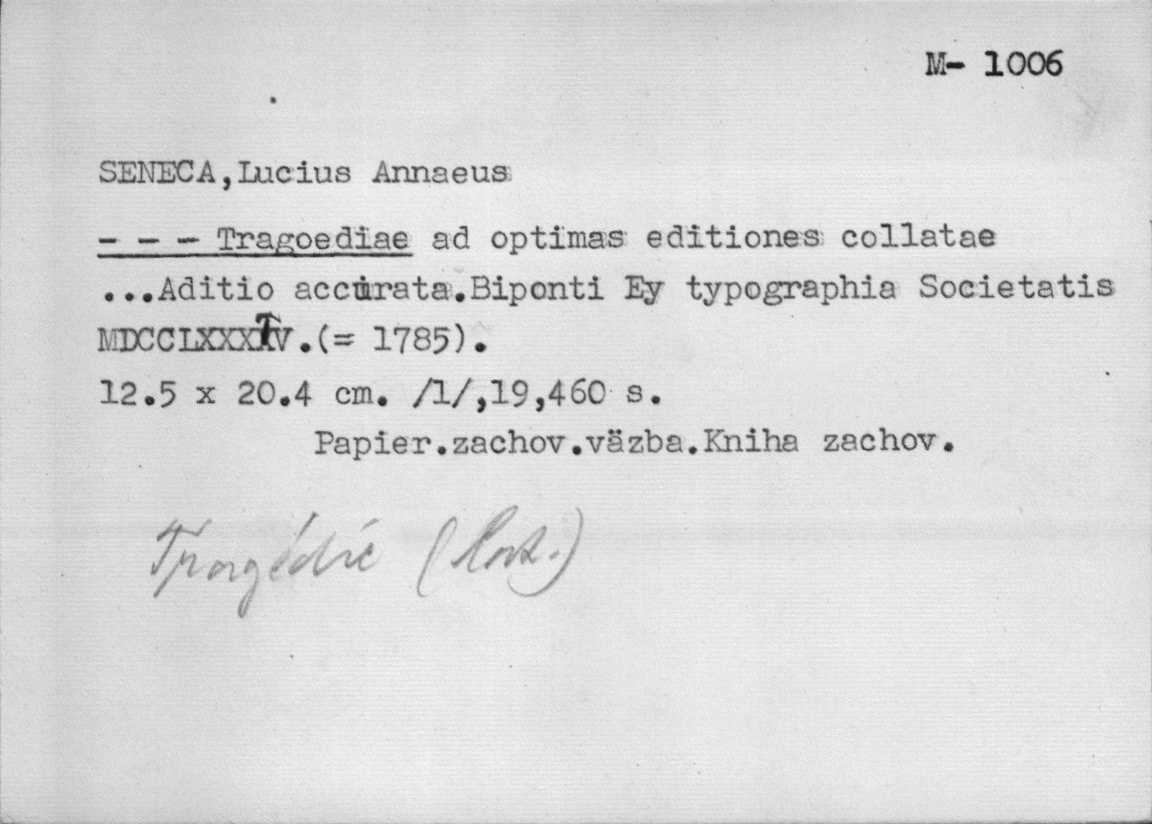 M- 1006
SENECA,Lucius Annaeus
- - - Tragoediae ad optimas editiones collatae
...Aditio accurata.Biponti Ey typographia Societatis
MDCCLXXXV.(= 1785).
12.5 x 20.4 cm. /1/,19,460 s.
Papier.zachov.väzba.Kniha zachov.
Tragédie (lat.)